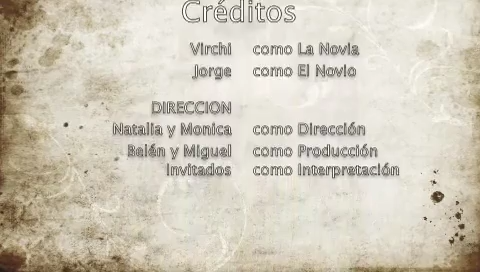 Créditos
Virchi como La Novia
Jorge como El Novio
DIRECCION
Natalia y Monica como Dirección
Belén y Miguel como Producción
Invitados como Interpretación